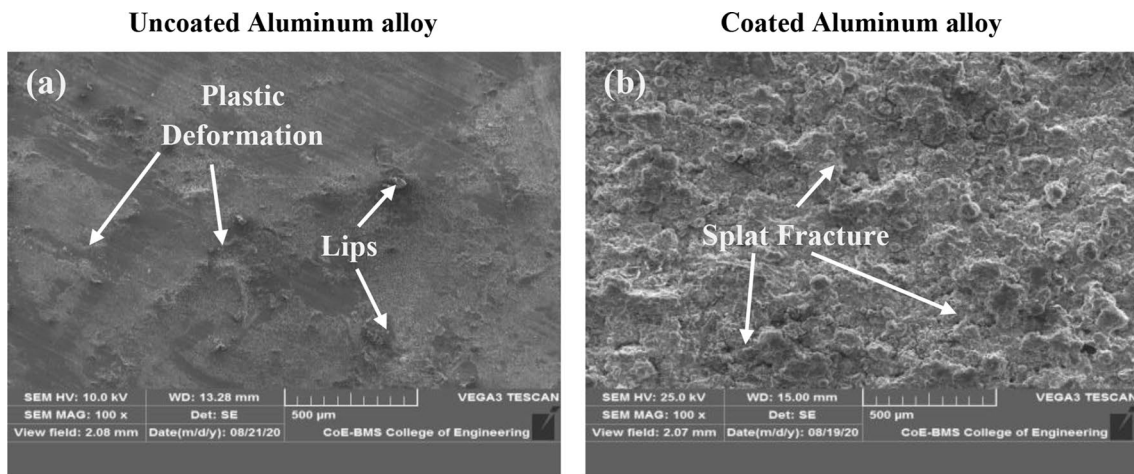 Uncoated Aluminum alloy
Coated Aluminum alloy
(a)
Plastic
Deformation
Lips
SEM HV: 10.0 kV
WD: 13.28 mm
VEGA3 TESCAN
SEM MAG: 100 x
Det: SE
500 µm
View field: 2.08 mm
Date(m/d/y): 08/21/20
CoE-BMS College of Engineering
(b)
Splat Fracture
SEM HV: 25.0 kV
WD: 15.00 mm
VEGA3 TESCAN
SEM MAG: 100 x
Det: SE
500 µm
View field: 2.07 mm
Date(m/d/y): 08/19/20
CoE-BMS College of Engineering